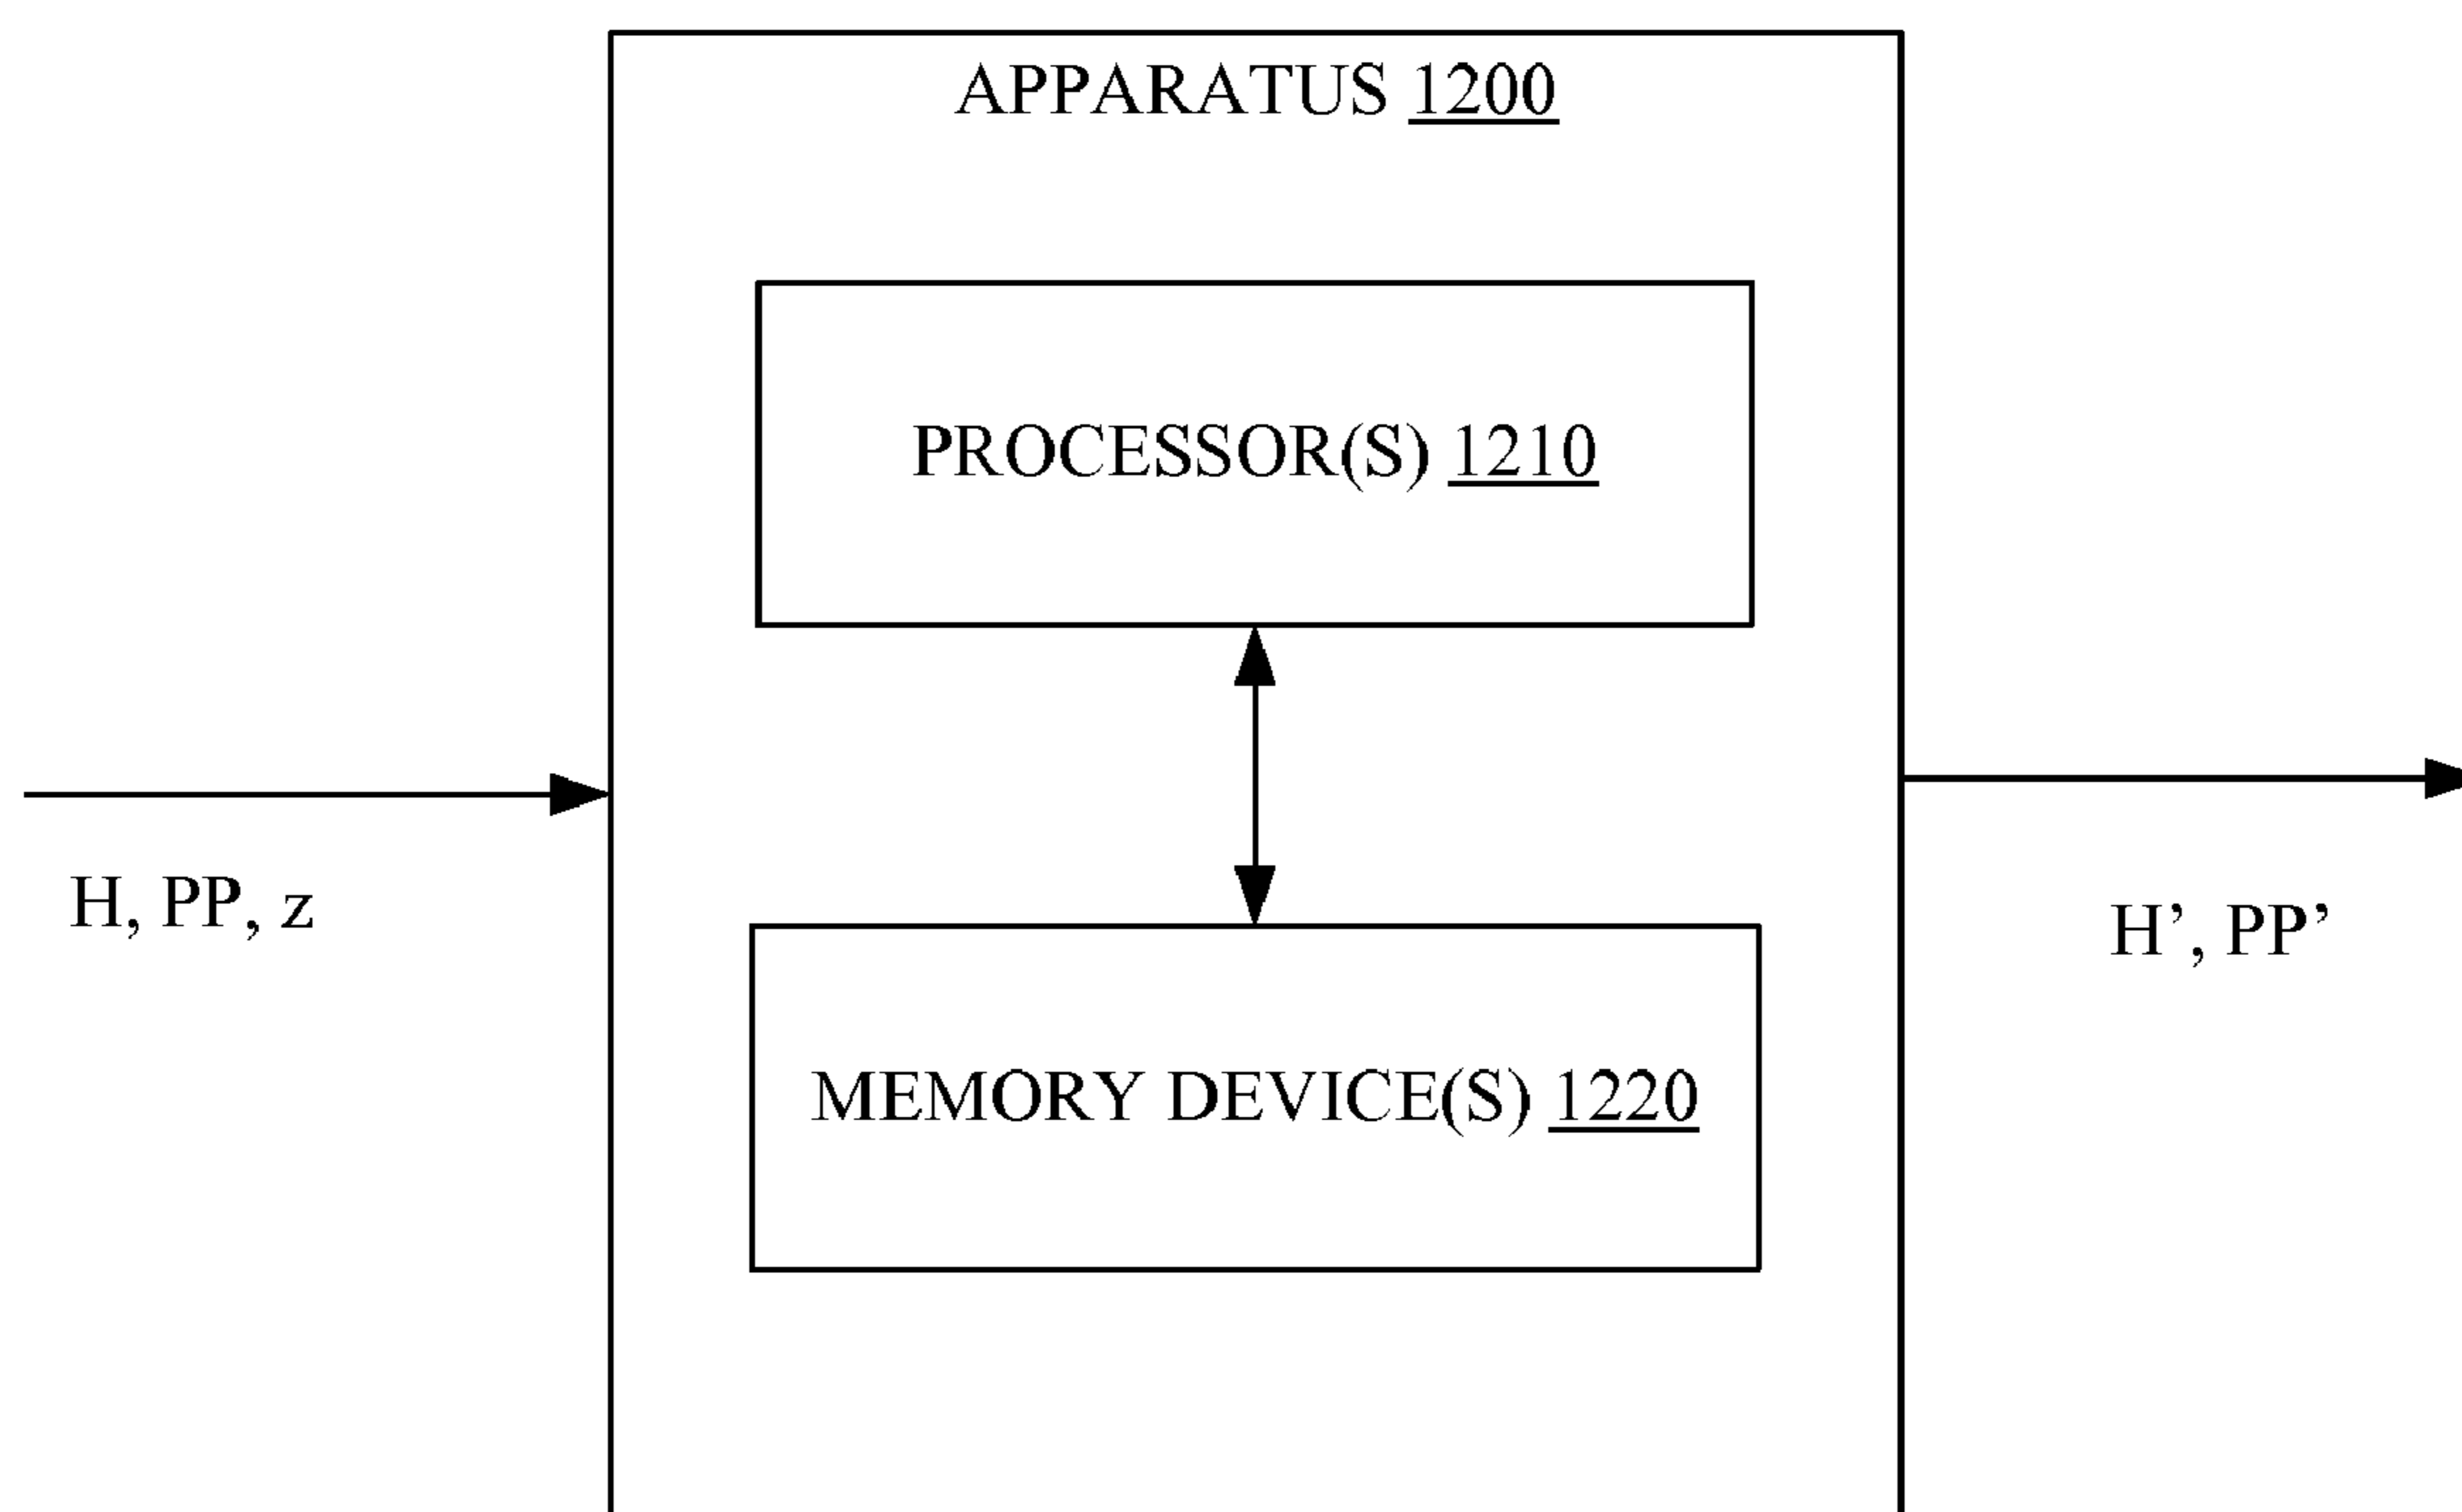 APPARATUS 1200
PROCESSOR(S) 1210
H, PP, z
H’, PP’
MEMORY DEVICE(S) 1220